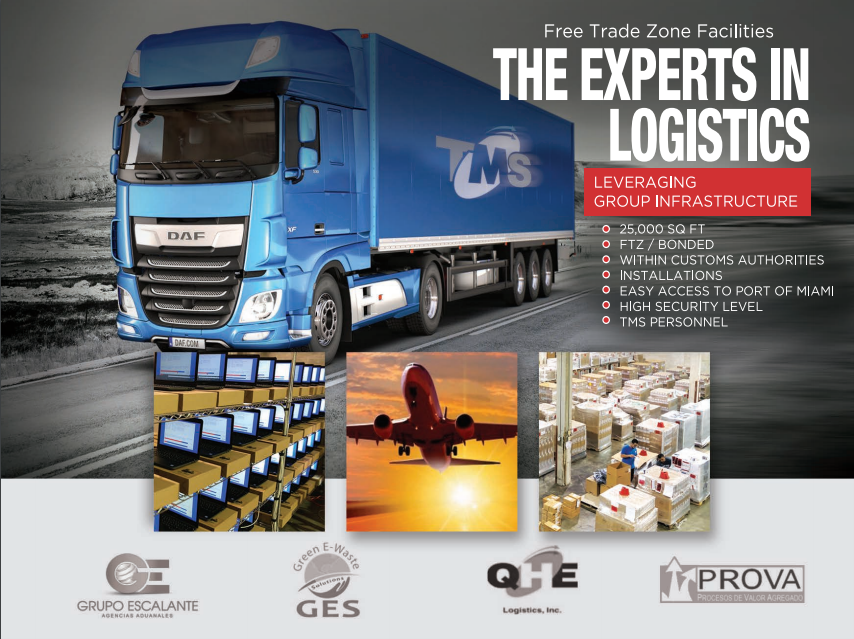 Free Trade Zone Facilities
THE EXPERTS IN
LOGISTICS
LEVERAGING
GROUP INFRASTRUCTURE
25,000 SQ FT
FTZ / BONDED
WITHIN CUSTOMS AUTHORITIES
INSTALLATIONS
EASY ACCESS TO PORT OF MIAMI
HIGH SECURITY LEVEL
TMS PERSONNEL
TMS
DAF
XF
DAF.COM
GRUPO ESCALANTE
AGENCIAS ADUANALES
Green E-Waste
Solutions
GES
QHE
Logistics, Inc.
PROVA
PROCESOS DE VALOR AGREGADO